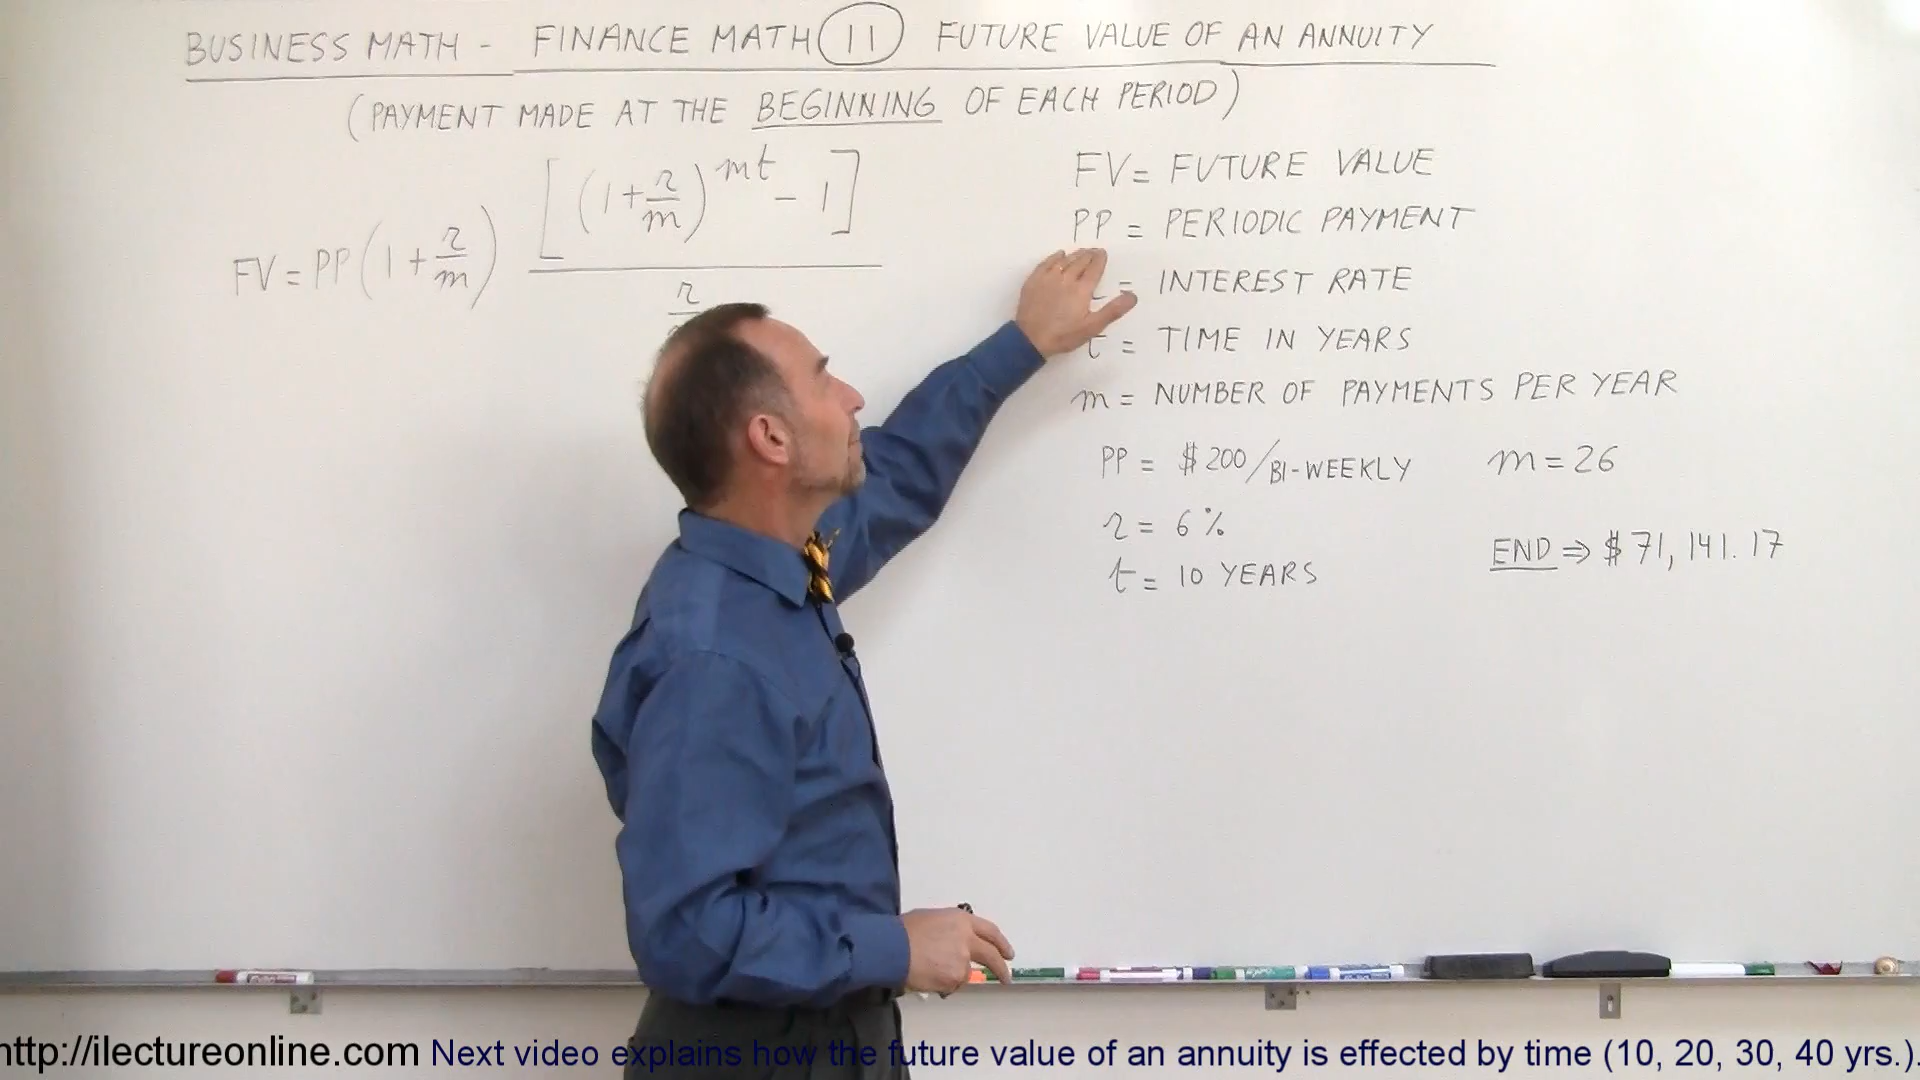 BUSINESS MATH - FINANCE MATH 11 FUTURE VALUE OF AN ANNUITY
(PAYMENT MADE AT THE BEGINNING OF EACH PERIOD)
FV = PP (1 + r/m) [(1 + r/m)^mt - 1] / r
FV = FUTURE VALUE
PP = PERIODIC PAYMENT
= INTEREST RATE
t = TIME IN YEARS
m = NUMBER OF PAYMENTS PER YEAR
PP = $200/BI-WEEKLY m = 26
r = 6%
END ⇒ $71,141.17
t = 10 YEARS
http://ilectureonline.com Next video explains how the future value of an annuity is effected by time (10, 20, 30, 40 yrs.).